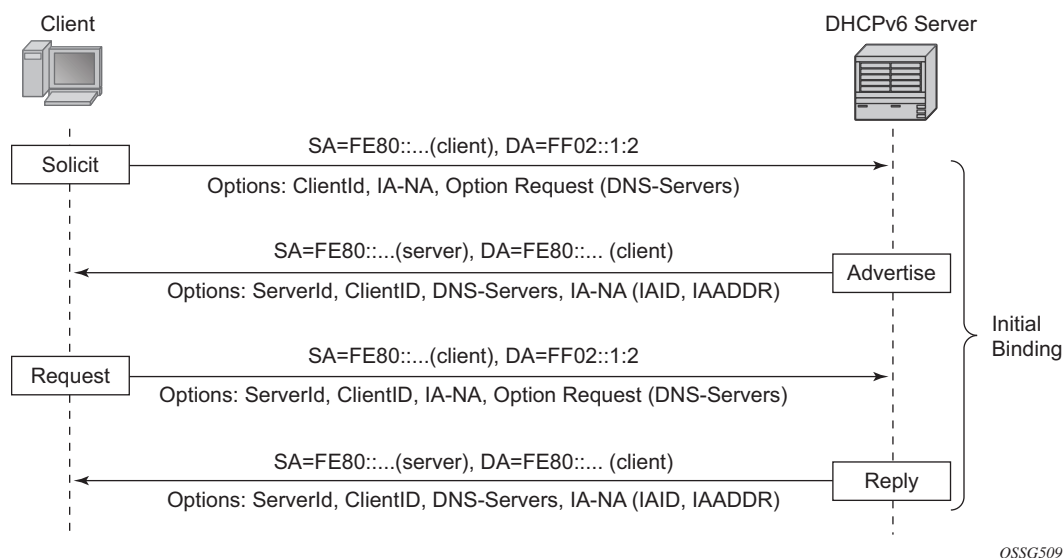 Client
DHCPv6 Server
SA=FE80::...(client), DA=FF02::1:2
Solicit
Options: ClientId, IA-NA, Option Request (DNS-Servers)
SA=FE80::...(server), DA=FE80::... (client)
Advertise
Options: ServerId, ClientID, DNS-Servers, IA-NA (IAID, IAADDR)
Initial
Binding
SA=FE80::...(client), DA=FF02::1:2
Request
Options: ServerId, ClientID, IA-NA, Option Request (DNS-Servers)
SA=FE80::...(server), DA=FE80::... (client)
Reply
Options: ServerId, ClientID, DNS-Servers, IA-NA (IAID, IAADDR)
OSSG509